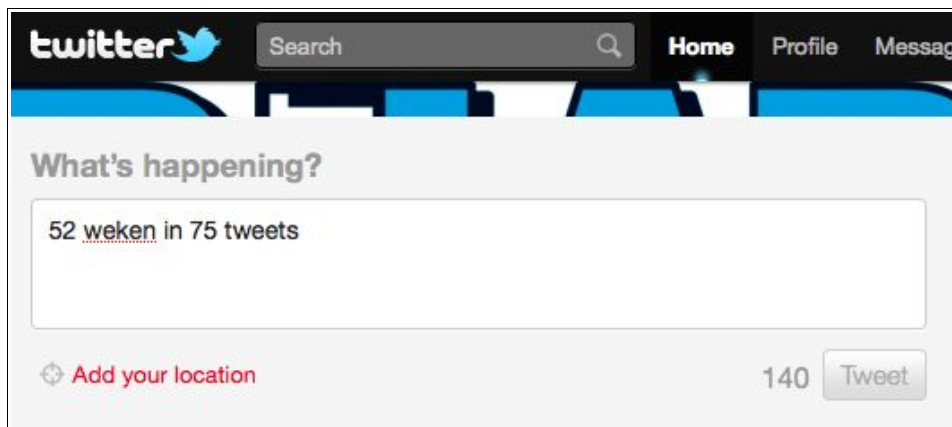 twitter Search Home Profile Messag
What's happening?
52 weken in 75 tweets
Add your location 140 Tweet